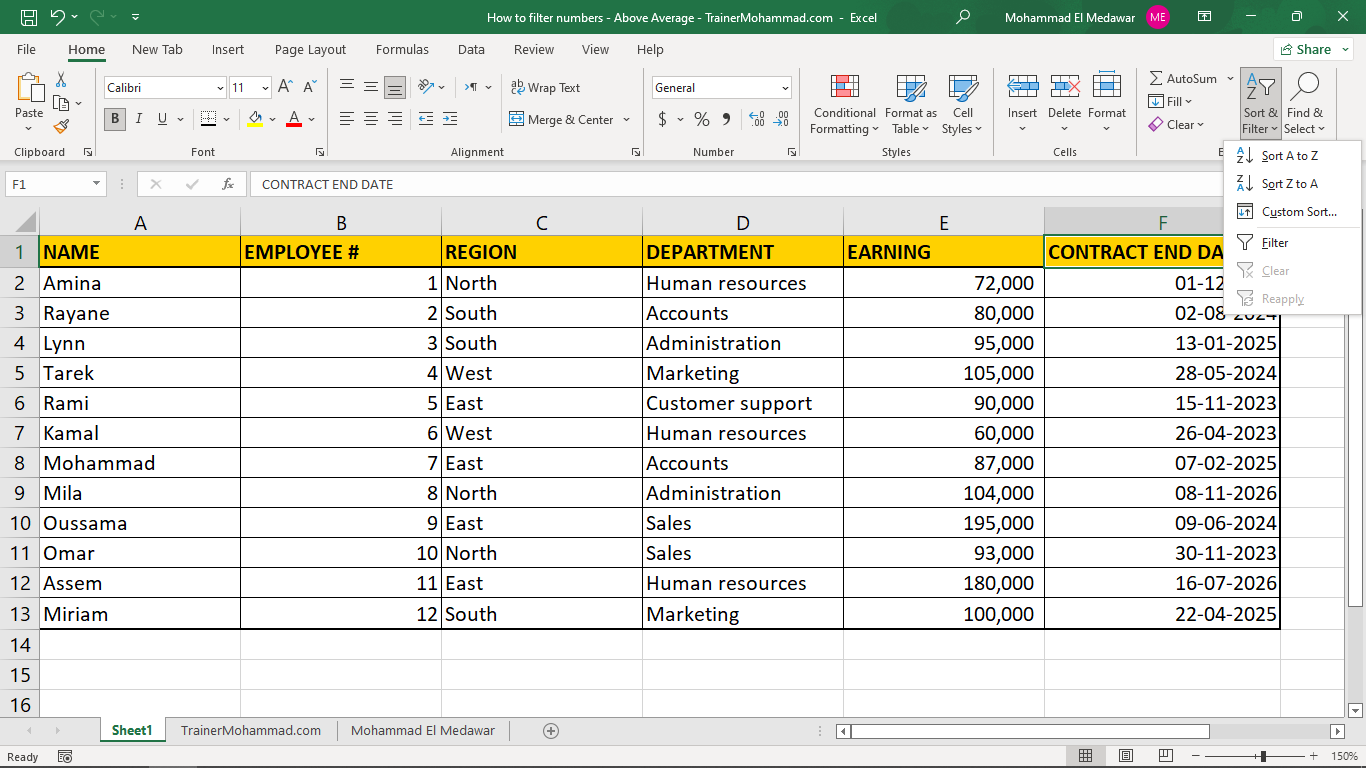 How to filter numbers - Above Average - TrainerMohammad.com - Excel
Mohammad El Medawar ME
File Home New Tab Insert Page Layout Formulas Data Review View Help Share
Paste
Clipboard
Calibri 11
B I U
Font
ab Wrap Text
Merge & Center
Alignment
General
$ % 9
Number
Conditional Formatting
Format as Table
Cell Styles
Styles
Insert Delete Format
Cells
AutoSum
Fill
Clear
E
Sort & Filter
Find & Select
Sort A to Z
Sort Z to A
Custom Sort...
Filter
Clear
Reapply
F1 fx CONTRACT END DATE
A B C D E F
1 NAME EMPLOYEE # REGION DEPARTMENT EARNING CONTRACT END DA
2 Amina 1 North Human resources 72,000 01-12
3 Rayane 2 South Accounts 80,000 02-08-2024
4 Lynn 3 South Administration 95,000 13-01-2025
5 Tarek 4 West Marketing 105,000 28-05-2024
6 Rami 5 East Customer support 90,000 15-11-2023
7 Kamal 6 West Human resources 60,000 26-04-2023
8 Mohammad 7 East Accounts 87,000 07-02-2025
9 Mila 8 North Administration 104,000 08-11-2026
10 Oussama 9 East Sales 195,000 09-06-2024
11 Omar 10 North Sales 93,000 30-11-2023
12 Assem 11 East Human resources 180,000 16-07-2026
13 Miriam 12 South Marketing 100,000 22-04-2025
14
15
16
Sheet1 TrainerMohammad.com Mohammad El Medawar
Ready 150%